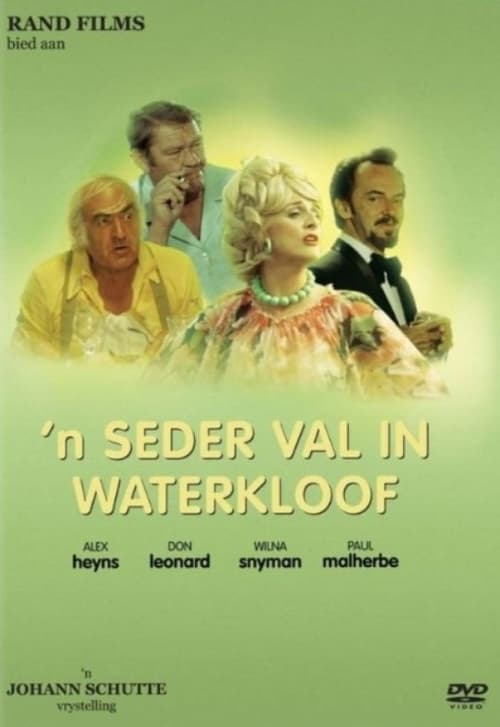 RAND FILMS
bied aan
'n SEDER VAL IN
WATERKLOOF
ALEX DON WILNA PAUL
heyns leonard snyman malherbe
'n
JOHANN SCHUTTE
vrystelling
DVD
VIDEO